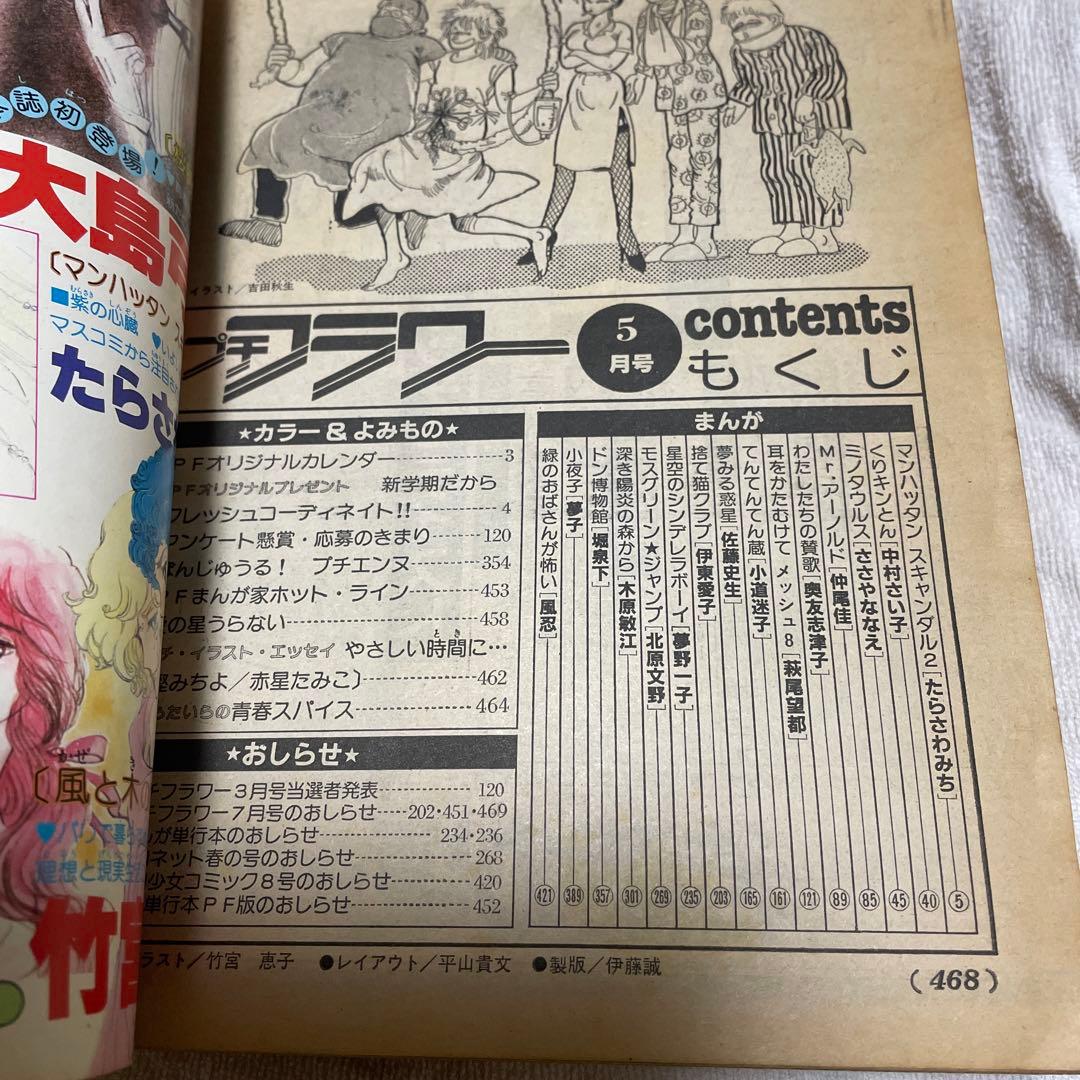 誌初登場!
大島
[マンハッタン
■紫の心臓
マスコミから注目
たらさ
[風と木
♥パリで暮ら
理想と現実
竹
イラスト/吉田秋生
プチフラワー
5月号
contents
もくじ
★カラー&よみもの★
PFオリジナルカレンダー 3
PFオリジナルプレゼント 新学期だから
フレッシュコーディネイト!! 4
アンケート懸賞・応募のきまり 120
ぼんじゅうる! プチエンヌ 354
PFまんが家ホット・ライン 453
の星うらない 458
チ・イラスト・エッセイ やさしい時間に…
みちよ/赤星たみこ] 462
たいらの青春スパイス 464
★おしらせ★
チフラワー3月号当選者発表 120
チフラワー7月号のおしらせ 202・451・469
が単行本のおしらせ 234・236
ネット春の号のおしらせ 268
少女コミック8号のおしらせ 420
単行本PF版のおしらせ 452
まんが
マンハッタン スキャンダル2[たらさわみち] 5
くりキンとん[中村さい子] 40
ミノタウルス[ささやななえ] 45
Mr.アーノルド[仲尾佳] 85
わたしたちの賛歌[奥友志津子] 89
耳をかたむけて メッシュ8[萩尾望都] 121
てんてんてん蔵[小道迷子] 161
夢みる惑星[佐藤史生] 165
捨て猫クラブ[伊東愛子] 203
星空のシンデレラボーイ[夢野一子] 235
モスグリーン★ジャンプ[北原文野] 269
深き陽炎の森から[木原敏江] 301
ドン博物館[堀泉下] 357
小夜子[夢子] 389
緑のおばさんが怖い[風忍] 421
ラスト/竹宮 恵子 ●レイアウト/平山貴文 ●製版/伊藤誠
(468)